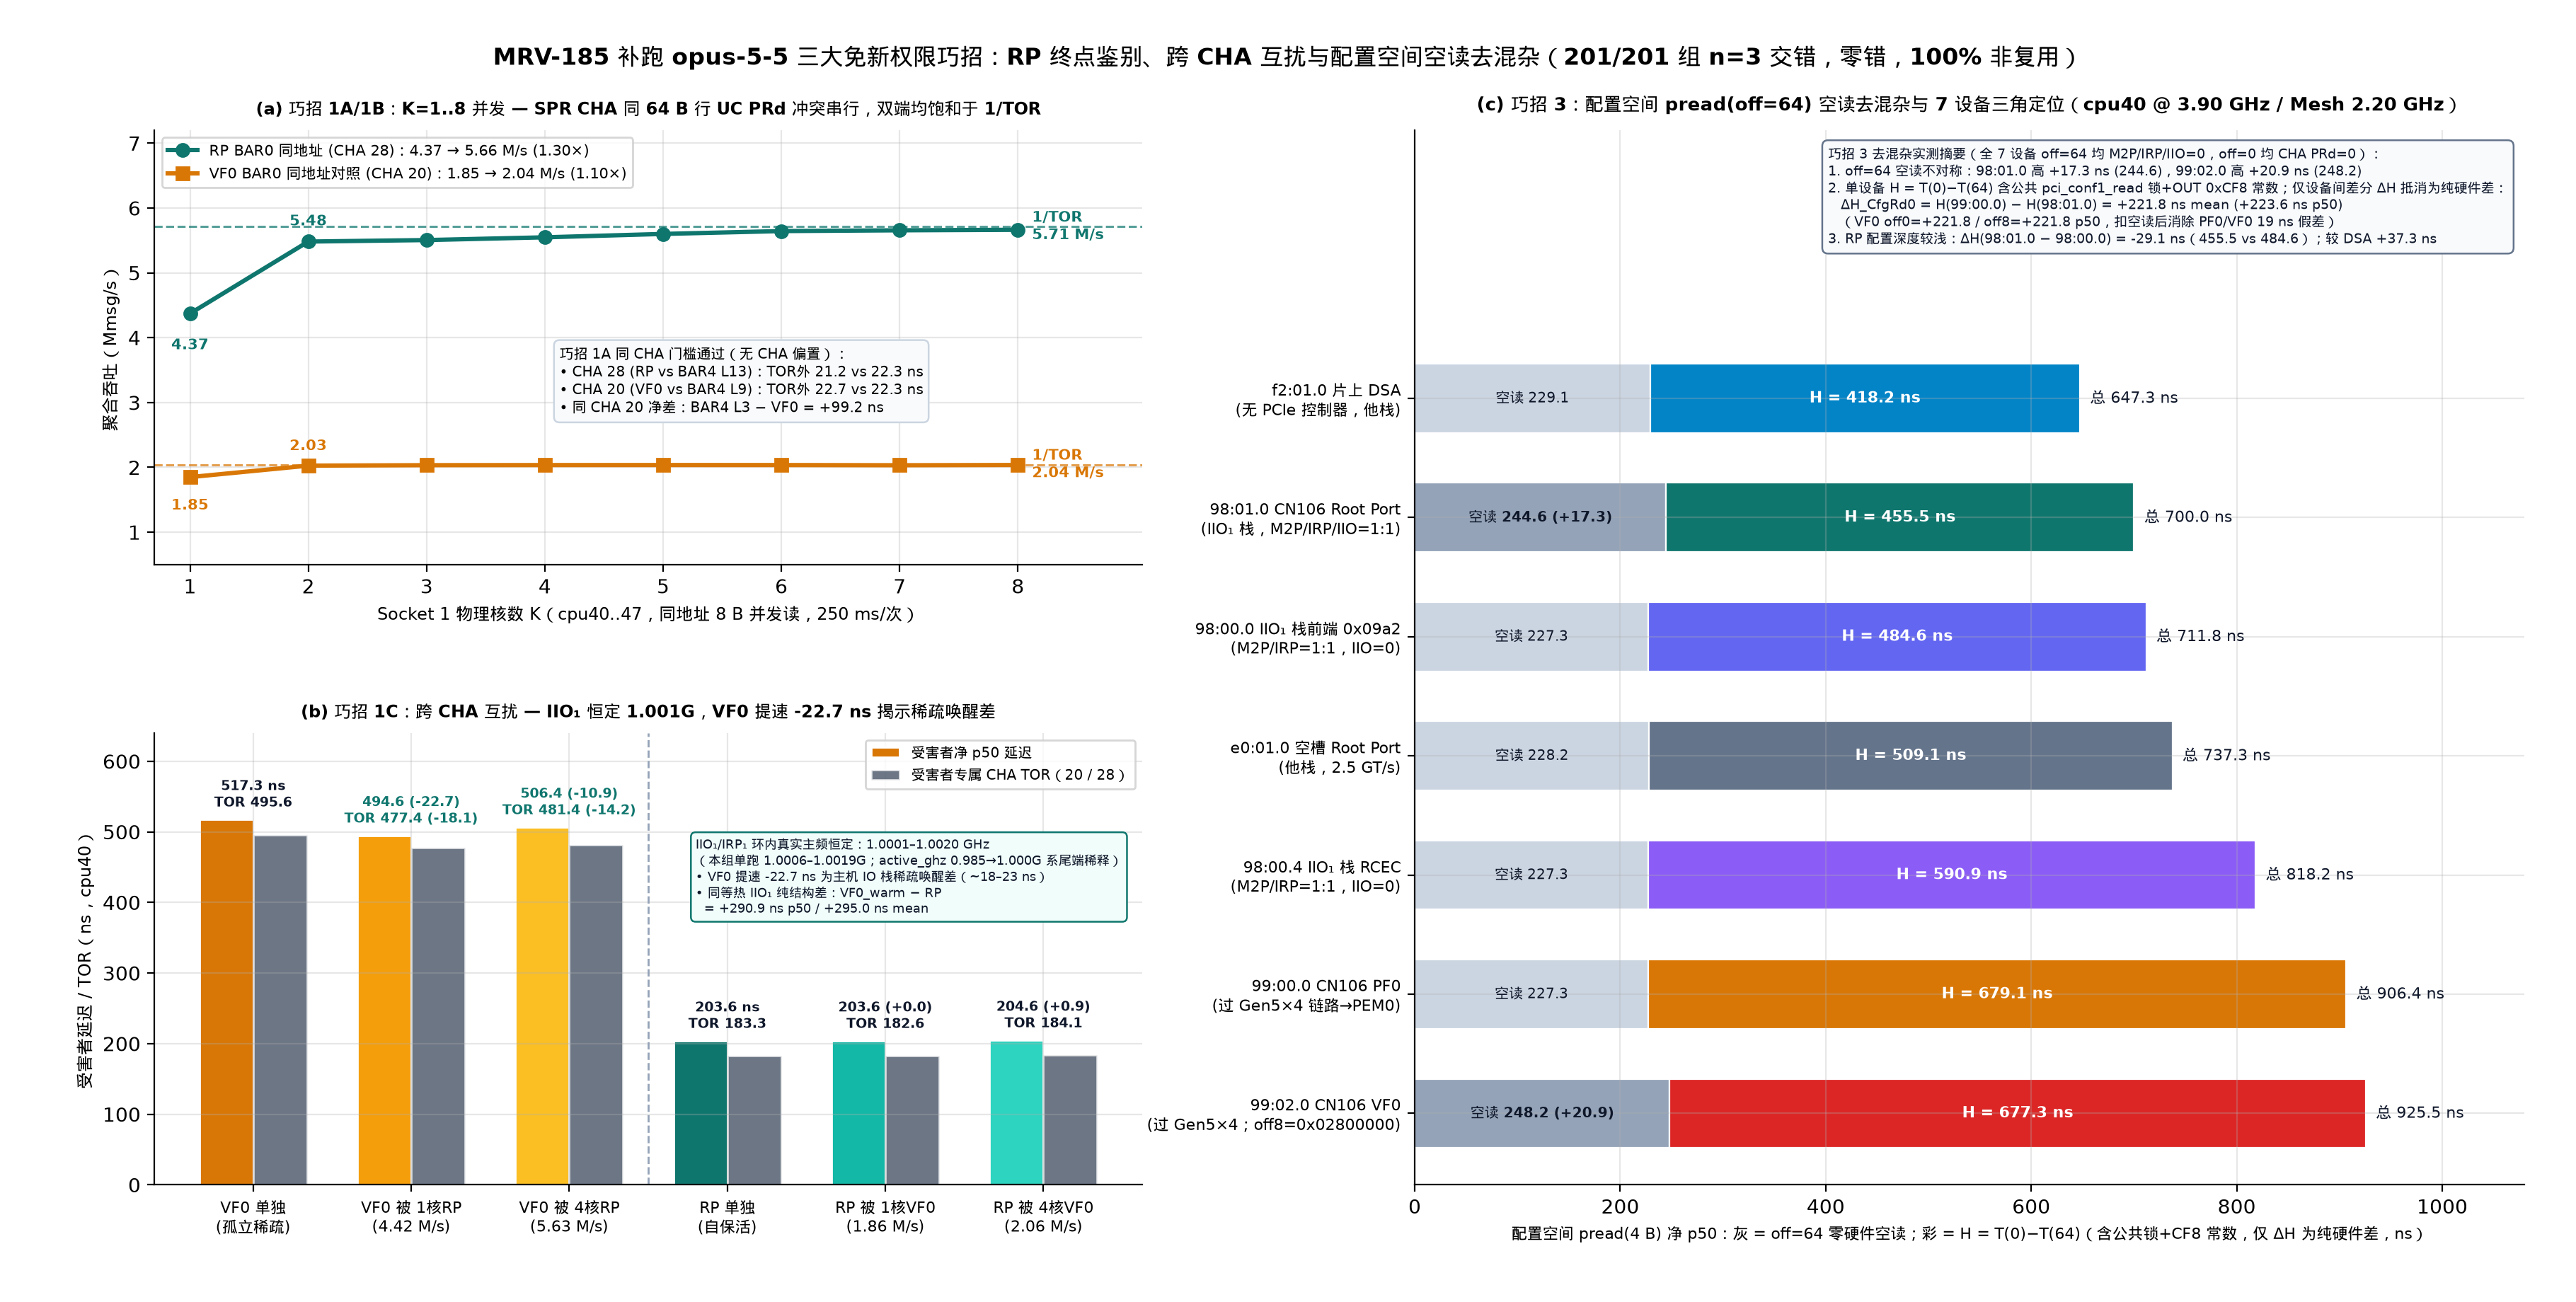 MRV-185 补跑 opus-5-5 三大免新权限巧招：RP 终点鉴别、跨 CHA 互扰与配置空间空读去混杂（201/201 组 n=3 交错，零错，100% 非复用）
(a) 巧招 1A/1B：K=1..8 并发 — SPR CHA 同 64 B 行 UC PRd 冲突串行，双端均饱和于 1/TOR
RP BAR0 同地址 (CHA 28)：4.37 → 5.66 M/s (1.30×)
VF0 BAR0 同地址对照 (CHA 20)：1.85 → 2.04 M/s (1.10×)
聚合吞吐（Mmsg/s）
7
6
5
4
3
2
1
4.37
5.48
1/TOR
5.71 M/s
巧招 1A 同 CHA 门槛通过（无 CHA 偏置）：
• CHA 28 (RP vs BAR4 L13)：TOR外 21.2 vs 22.3 ns
• CHA 20 (VF0 vs BAR4 L9)：TOR外 22.7 vs 22.3 ns
• 同 CHA 20 净差：BAR4 L3 − VF0 = +99.2 ns
1.85
2.03
1/TOR
2.04 M/s
1 2 3 4 5 6 7 8
Socket 1 物理核数 K（cpu40..47，同地址 8 B 并发读，250 ms/次）
(b) 巧招 1C：跨 CHA 互扰 — IIO₁ 恒定 1.001G，VF0 提速 -22.7 ns 揭示稀疏唤醒差
受害者净 p50 延迟
受害者专属 CHA TOR（20 / 28）
受害者延迟 / TOR（ns，cpu40）
600
500
400
300
200
100
0
517.3 ns
TOR 495.6
494.6 (-22.7)
TOR 477.4 (-18.1)
506.4 (-10.9)
TOR 481.4 (-14.2)
IIO₁/IRP₁ 环内真实主频恒定：1.0001–1.0020 GHz
（本组单跑 1.0006–1.0019G；active_ghz 0.985→1.000G 系尾端稀释）
• VF0 提速 -22.7 ns 为主机 IO 栈稀疏唤醒差（~18–23 ns）
• 同等热 IIO₁ 纯结构差：VF0_warm − RP
= +290.9 ns p50 / +295.0 ns mean
203.6 ns
TOR 183.3
203.6 (+0.0)
TOR 182.6
204.6 (+0.9)
TOR 184.1
VF0 单独
(孤立稀疏)
VF0 被 1核RP
(4.42 M/s)
VF0 被 4核RP
(5.63 M/s)
RP 单独
(自保活)
RP 被 1核VF0
(1.86 M/s)
RP 被 4核VF0
(2.06 M/s)
(c) 巧招 3：配置空间 pread(off=64) 空读去混杂与 7 设备三角定位（cpu40 @ 3.90 GHz / Mesh 2.20 GHz）
巧招 3 去混杂实测摘要（全 7 设备 off=64 均 M2P/IRP/IIO=0，off=0 均 CHA PRd=0）：
1. off=64 空读不对称：98:01.0 高 +17.3 ns (244.6)，99:02.0 高 +20.9 ns (248.2)
2. 单设备 H = T(0)−T(64) 含公共 pci_conf1_read 锁+OUT 0xCF8 常数；仅设备间差分 ΔH 抵消为纯硬件差：
ΔH_CfgRd0 = H(99:00.0) − H(98:01.0) = +221.8 ns mean (+223.6 ns p50)
（VF0 off0=+221.8 / off8=+221.8 p50，扣空读后消除 PF0/VF0 19 ns 假差）
3. RP 配置深度较浅：ΔH(98:01.0 − 98:00.0) = -29.1 ns（455.5 vs 484.6）；较 DSA +37.3 ns
f2:01.0 片上 DSA
(无 PCIe 控制器，他栈)
空读 229.1
H = 418.2 ns
总 647.3 ns
98:01.0 CN106 Root Port
(IIO₁ 栈，M2P/IRP/IIO=1:1)
空读 244.6 (+17.3)
H = 455.5 ns
总 700.0 ns
98:00.0 IIO₁ 栈前端 0x09a2
(M2P/IRP=1:1，IIO=0)
空读 227.3
H = 484.6 ns
总 711.8 ns
e0:01.0 空槽 Root Port
(他栈，2.5 GT/s)
空读 228.2
H = 509.1 ns
总 737.3 ns
98:00.4 IIO₁ 栈 RCEC
(M2P/IRP=1:1，IIO=0)
空读 227.3
H = 590.9 ns
总 818.2 ns
99:00.0 CN106 PF0
(过 Gen5×4 链路→PEM0)
空读 227.3
H = 679.1 ns
总 906.4 ns
99:02.0 CN106 VF0
(过 Gen5×4；off8=0x02800000)
空读 248.2 (+20.9)
H = 677.3 ns
总 925.5 ns
0 200 400 600 800 1000
配置空间 pread(4 B) 净 p50：灰 = off=64 零硬件空读；彩 = H = T(0)−T(64)（含公共锁+CF8 常数，仅 ΔH 为纯硬件差，ns）